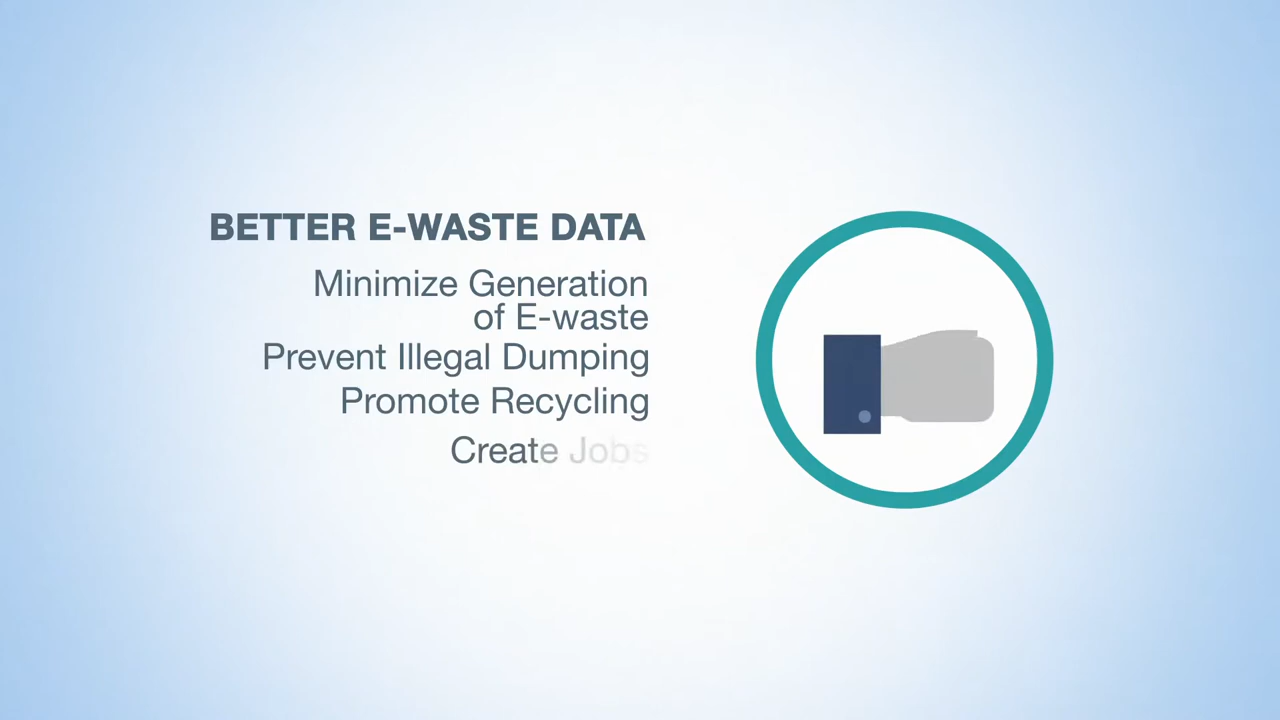 BETTER E-WASTE DATA
Minimize Generation
of E-waste
Prevent Illegal Dumping
Promote Recycling
Create Jobs